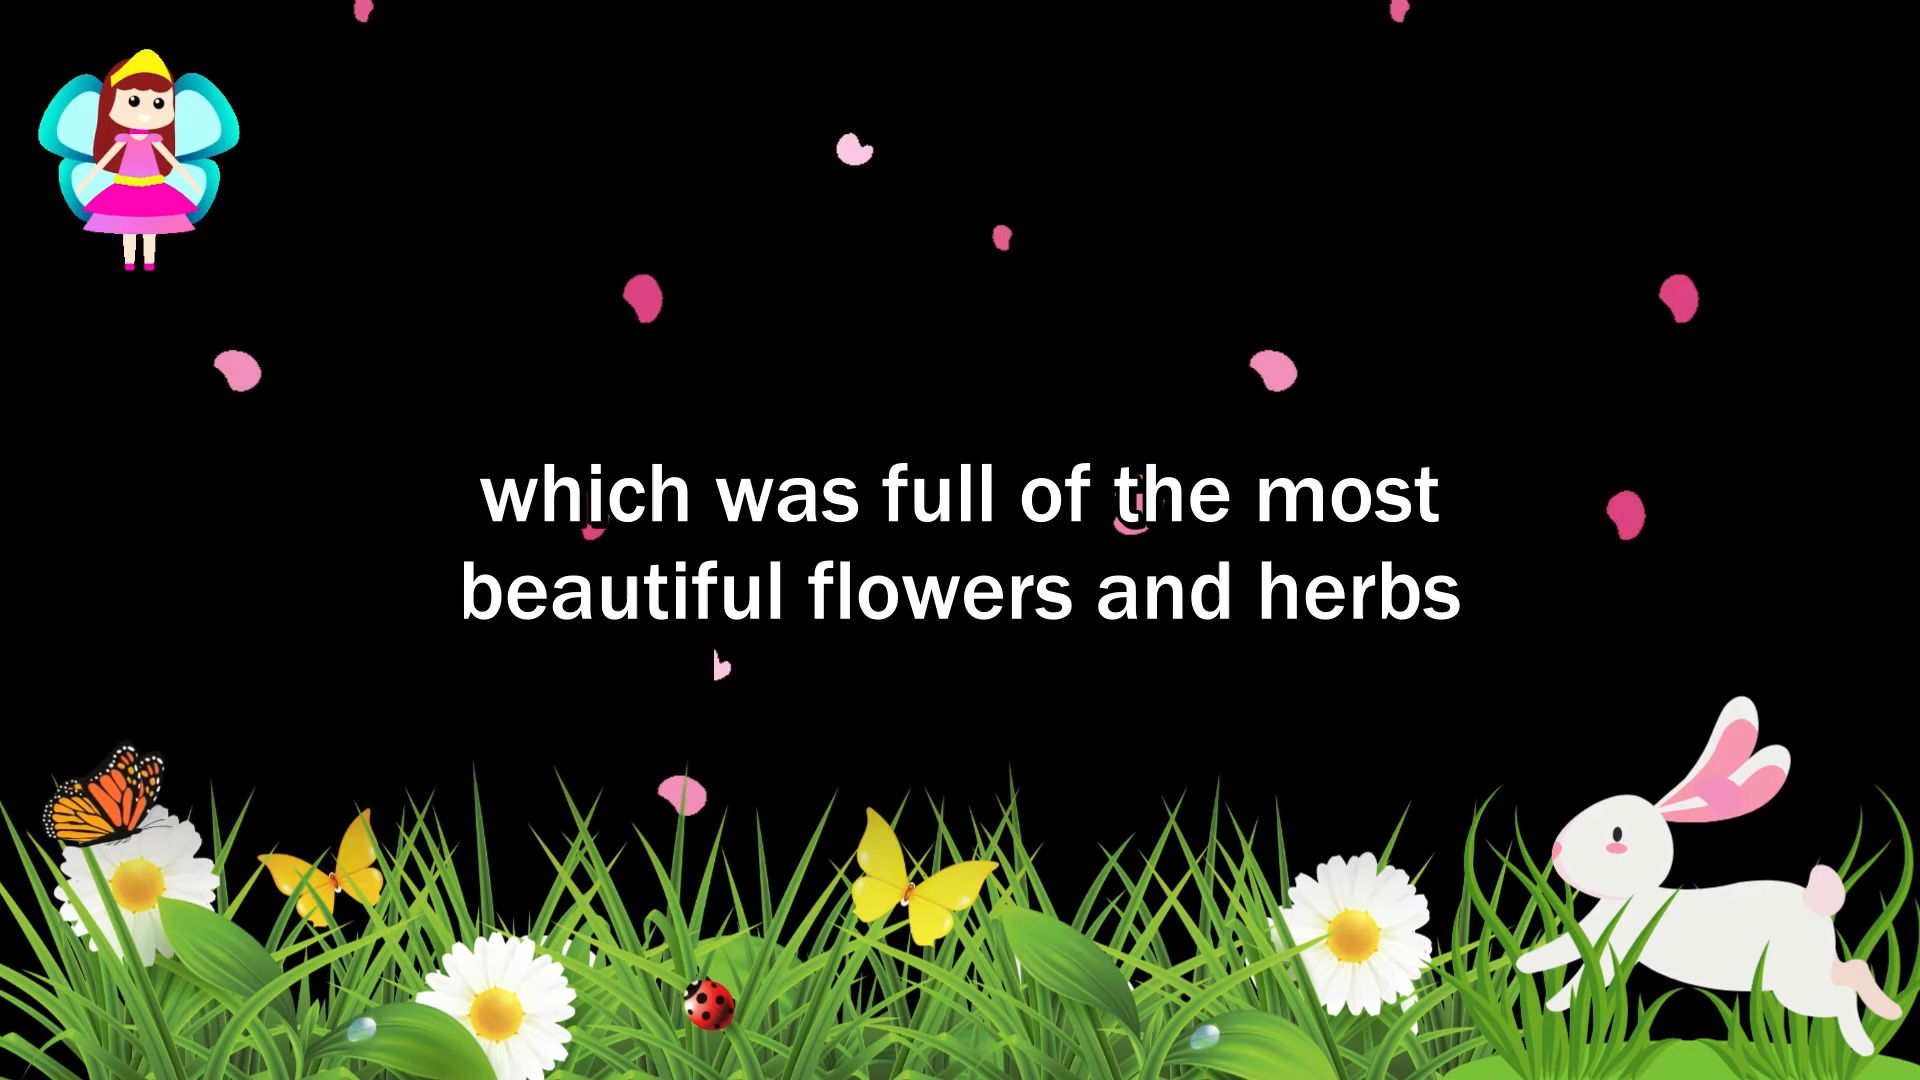 which was full of the most
beautiful flowers and herbs